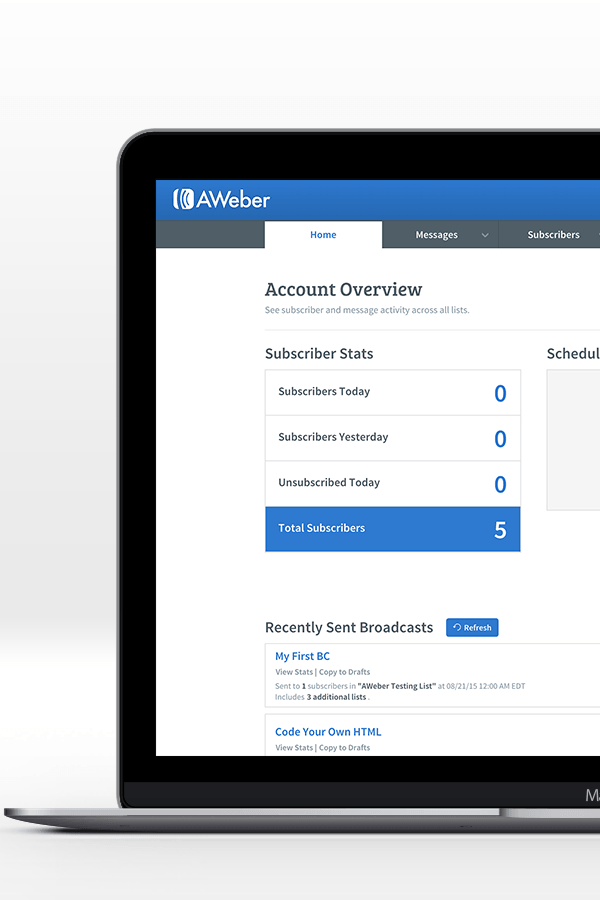 AWeber
Home Messages Subscribers
Account Overview
See subscriber and message activity across all lists.
Subscriber Stats
Subscribers Today 0
Subscribers Yesterday 0
Unsubscribed Today 0
Total Subscribers 5
Schedul
Recently Sent Broadcasts Refresh
My First BC
View Stats | Copy to Drafts
Sent to 1 subscribers in "AWeber Testing List" at 08/21/15 12:00 AM EDT
Includes 3 additional lists .
Code Your Own HTML
View Stats | Copy to Drafts
Ma